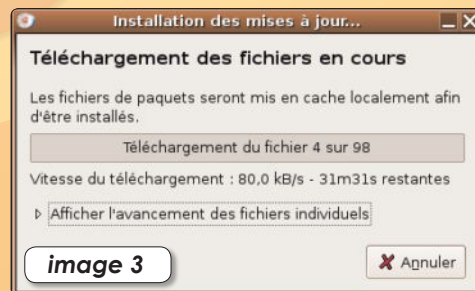 Installation des mises à jour...
Téléchargement des fichiers en cours
Les fichiers de paquets seront mis en cache localement afin
d'être installés.
Téléchargement du fichier 4 sur 98
Vitesse du téléchargement : 80,0 kB/s - 31m31s restantes
Afficher l'avancement des fichiers individuels
image 3
Annuler